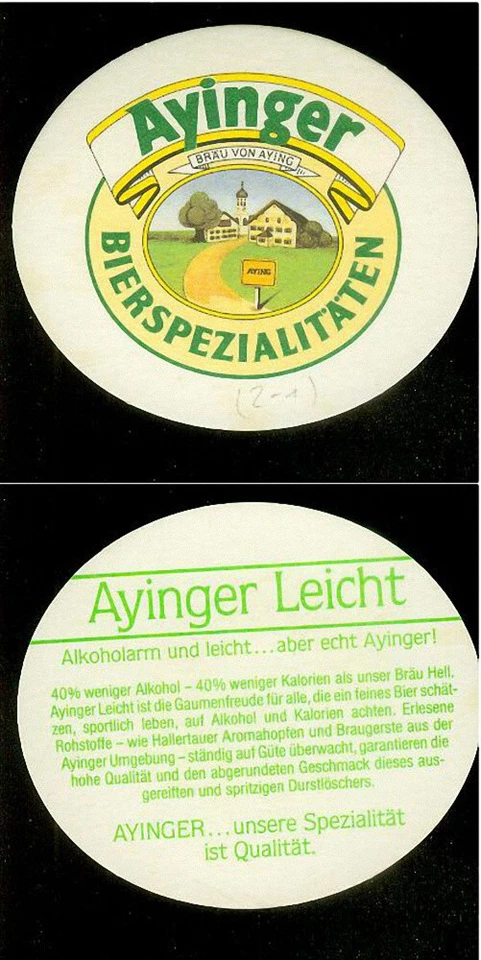 Ayinger
BRÄU VON AYING
AYING
BIERSPEZIALITÄTEN
(2-1)
Ayinger Leicht
Alkoholarm und leicht...aber echt Ayinger!
40% weniger Alkohol – 40% weniger Kalorien als unser Bräu Hell.
Ayinger Leicht ist die Gaumenfreude für alle, die ein feines Bier schät-
zen, sportlich leben, auf Alkohol und Kalorien achten. Erlesene
Rohstoffe – wie Hallertauer Aromahopfen und Braugerste aus der
Ayinger Umgebung – ständig auf Güte überwacht, garantieren die
hohe Qualität und den abgerundeten Geschmack dieses aus-
gereiften und spritzigen Durstlöschers.
AYINGER...unsere Spezialität
ist Qualität.